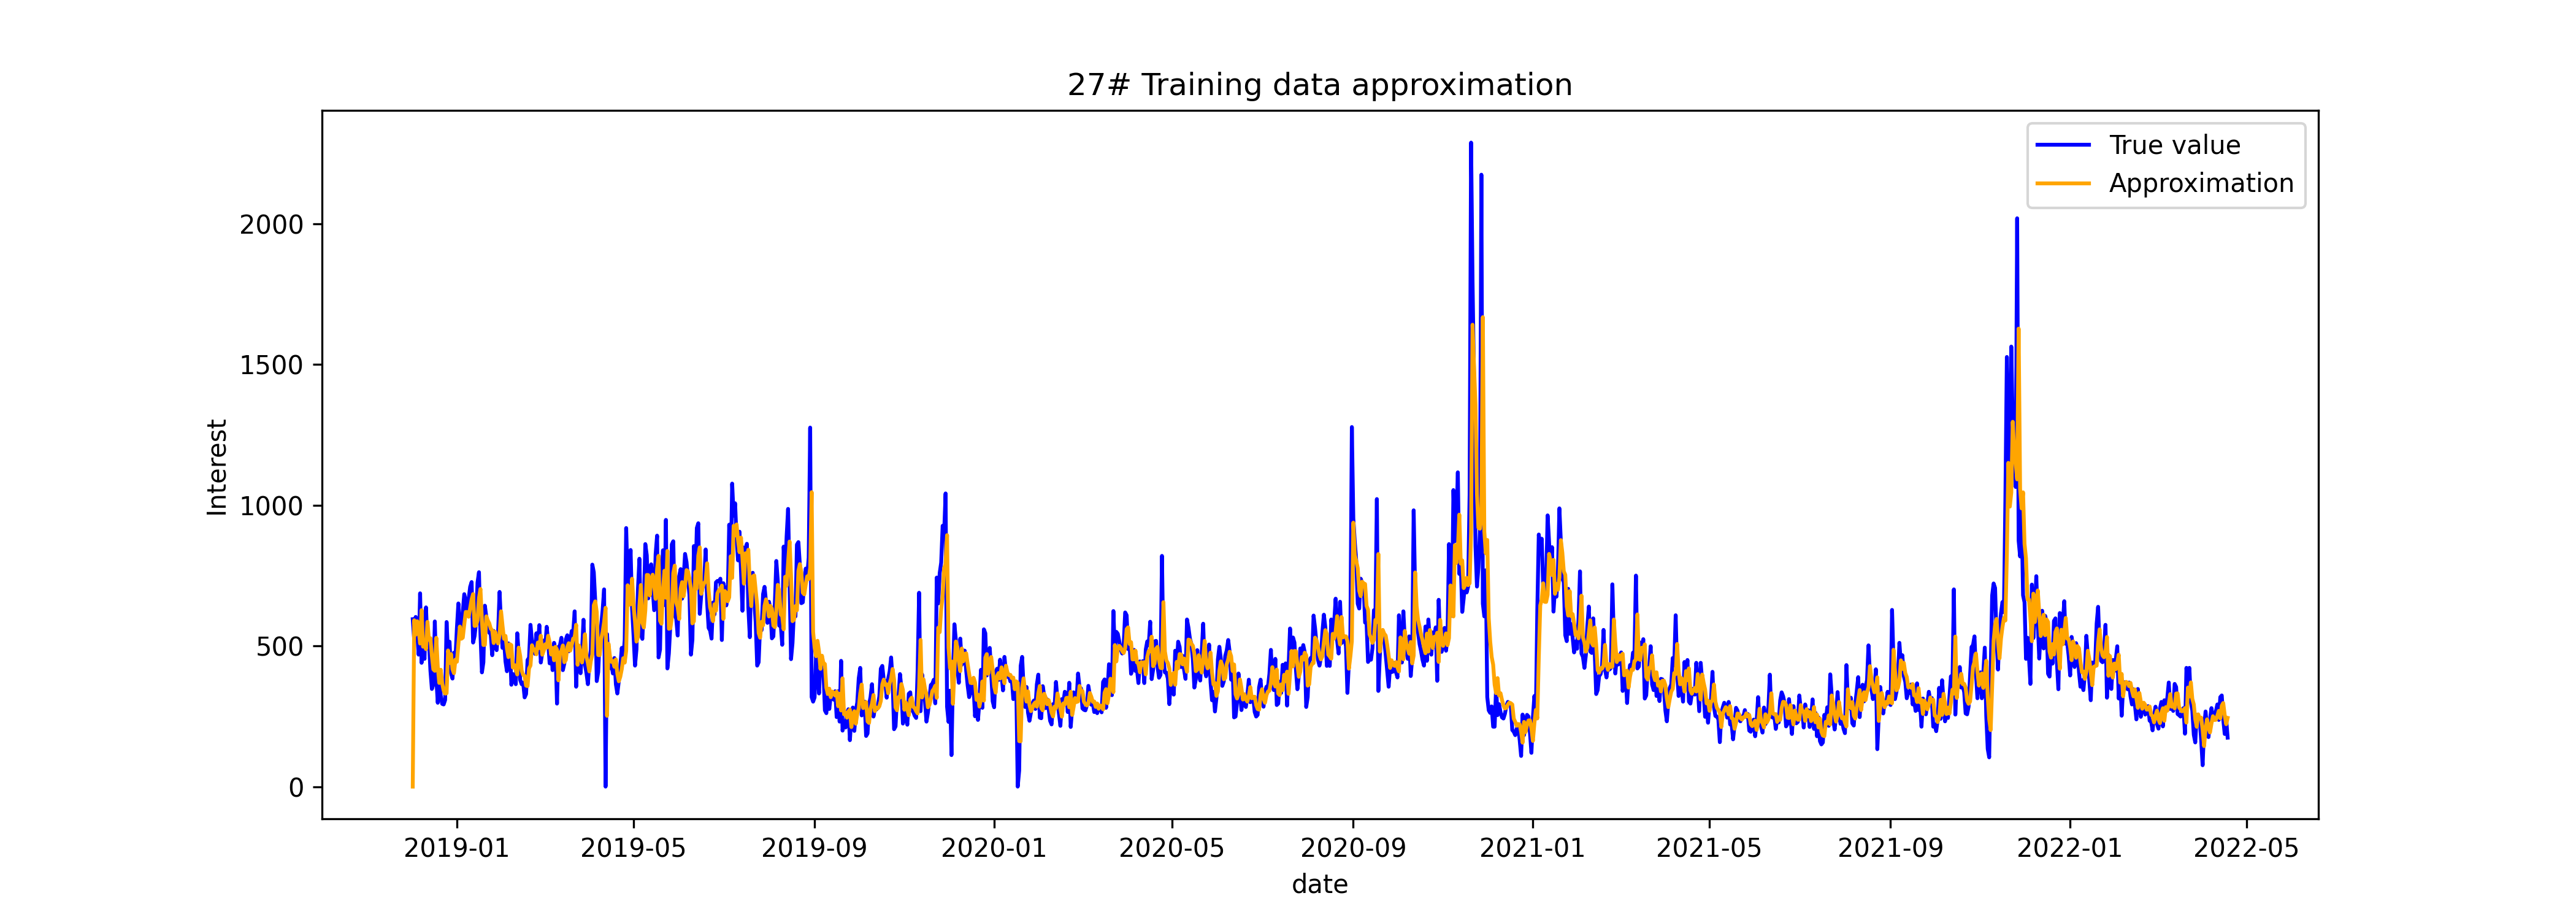 27# Training data approximation
True value
Approximation
Interest
2000
1500
1000
500
0
2019-01 2019-05 2019-09 2020-01 2020-05 2020-09 2021-01 2021-05 2021-09 2022-01 2022-05
date